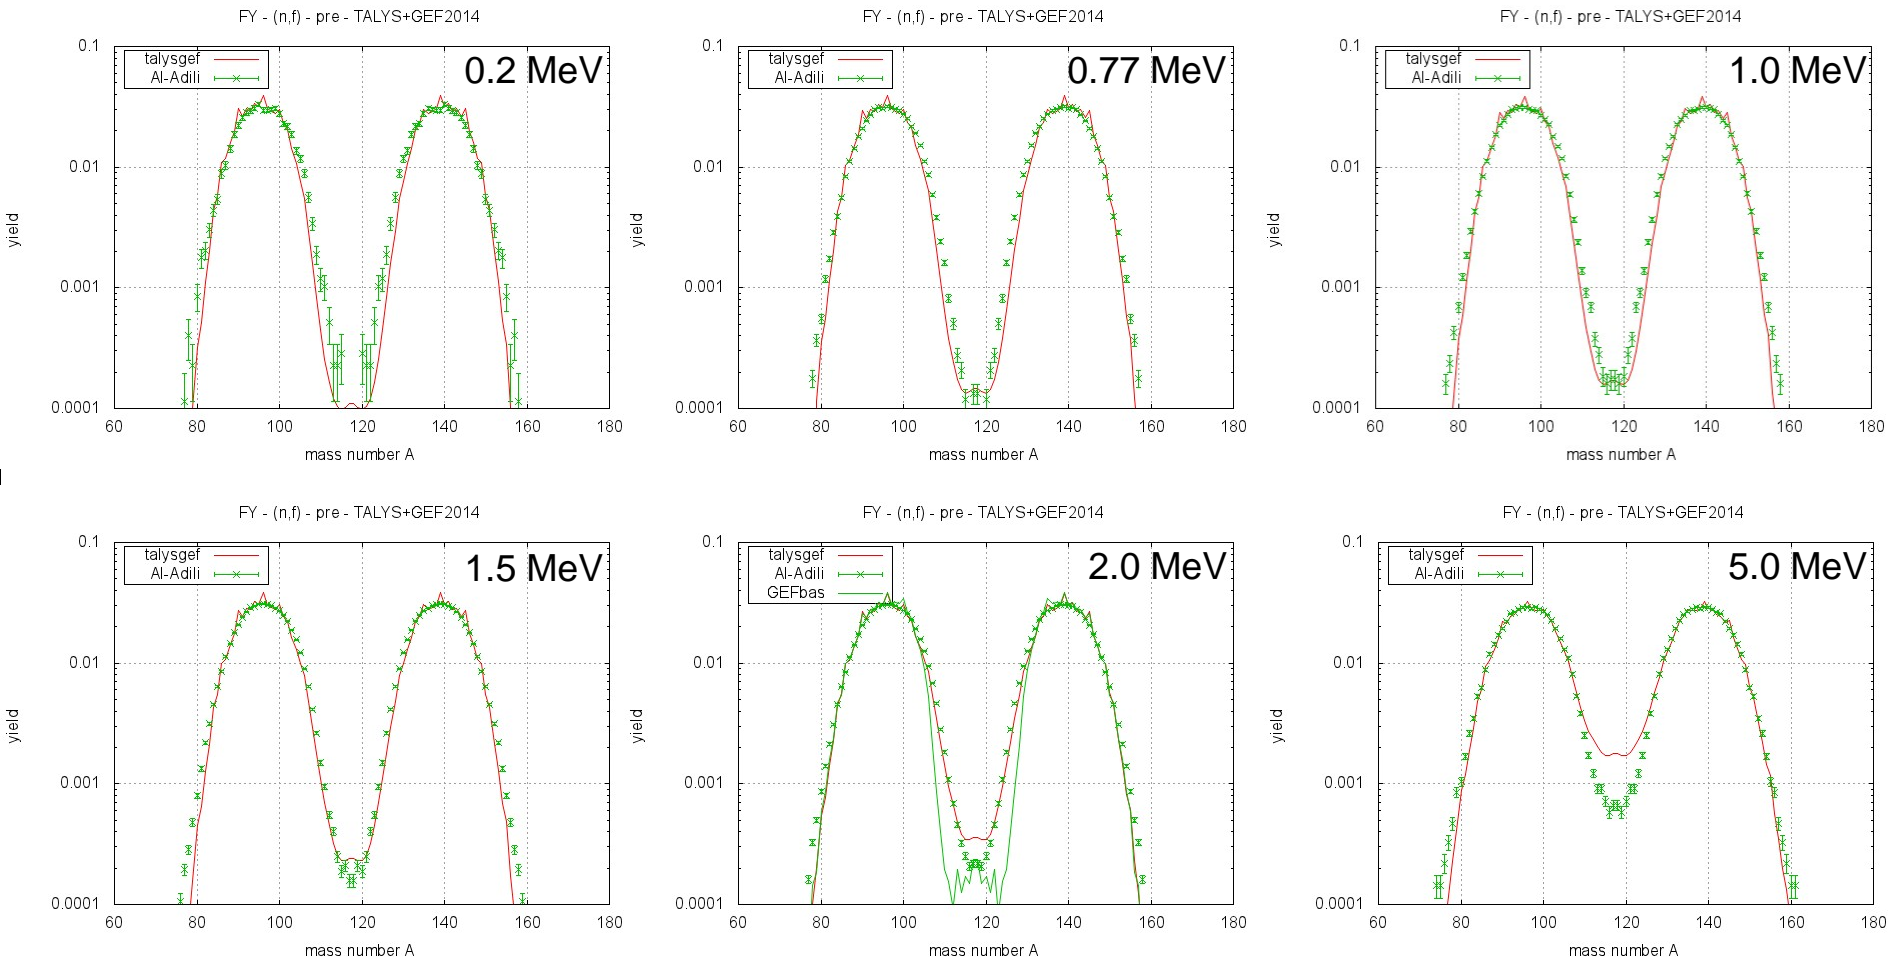 FY - (n,f) - pre - TALYS+GEF2014
talysgef
Al-Adili
0.2 MeV
0.1
0.01
0.001
0.0001
yield
60 80 100 120 140 160 180
mass number A
FY - (n,f) - pre - TALYS+GEF2014
talysgef
Al-Adili
0.77 MeV
0.1
0.01
0.001
0.0001
yield
60 80 100 120 140 160 180
mass number A
FY - (n,f) - pre - TALYS+GEF2014
talysgef
Al-Adili
1.0 MeV
0.1
0.01
0.001
0.0001
yield
60 80 100 120 140 160 180
mass number A
FY - (n,f) - pre - TALYS+GEF2014
talysgef
Al-Adili
1.5 MeV
0.1
0.01
0.001
0.0001
yield
60 80 100 120 140 160 180
mass number A
FY - (n,f) - pre - TALYS+GEF2014
talysgef
Al-Adili
GEFbas
2.0 MeV
0.1
0.01
0.001
0.0001
yield
60 80 100 120 140 160 180
mass number A
FY - (n,f) - pre - TALYS+GEF2014
talysgef
Al-Adili
5.0 MeV
0.1
0.01
0.001
0.0001
yield
60 80 100 120 140 160 180
mass number A